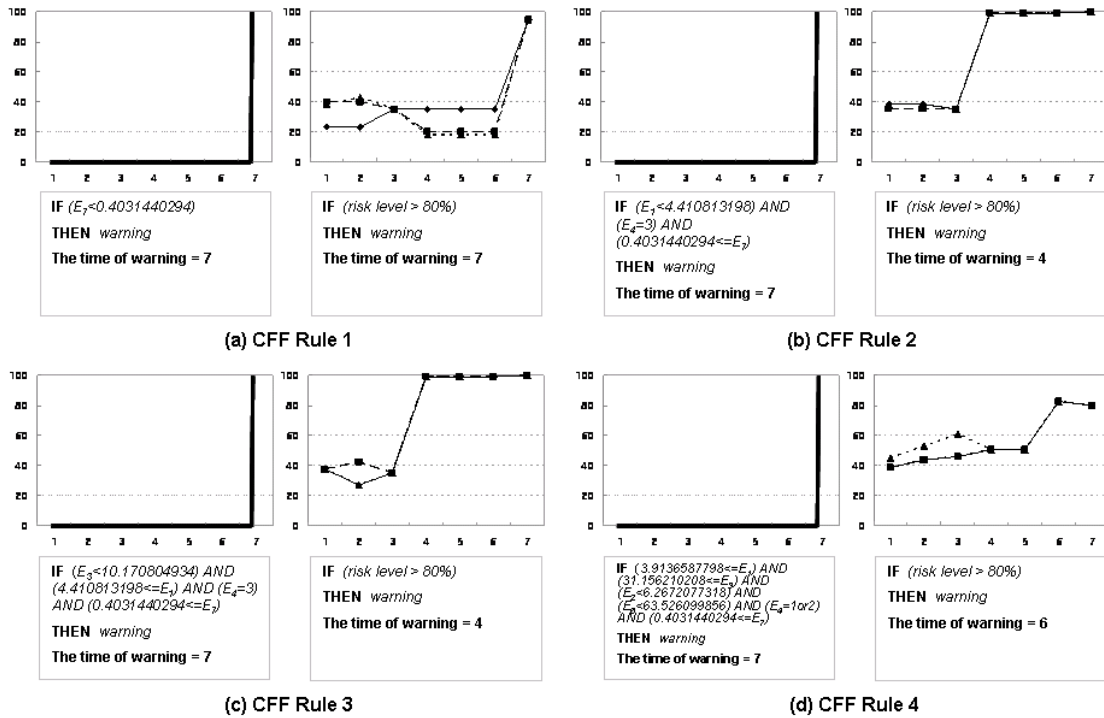 100
80
60
40
20
0
1 2 3 4 5 6 7
IF (E7<0.4031440294)
THEN warning
The time of warning = 7
100
80
60
40
20
0
1 2 3 4 5 6 7
IF (risk level > 80%)
THEN warning
The time of warning = 7
(a) CFF Rule 1
100
80
60
40
20
0
1 2 3 4 5 6 7
IF (E1<4.410813198) AND
(E4=3) AND
(0.4031440294<=E7)
THEN warning
The time of warning = 7
100
80
60
40
20
0
1 2 3 4 5 6 7
IF (risk level > 80%)
THEN warning
The time of warning = 4
(b) CFF Rule 2
100
80
60
40
20
0
1 2 3 4 5 6 7
IF (E3<10.170804934) AND
(4.410813198<=E1) AND (E4=3)
AND (0.4031440294<=E7)
THEN warning
The time of warning = 7
100
80
60
40
20
0
1 2 3 4 5 6 7
IF (risk level > 80%)
THEN warning
The time of warning = 4
(c) CFF Rule 3
100
80
60
40
20
0
1 2 3 4 5 6 7
IF (3.9136587798<=E1) AND
(31.156210208<=E3) AND
(E2<6.2672077318) AND
AND (E4=1or2)
AND (0.4031440294<=E7)
THEN warning
The time of warning = 7
100
80
60
40
20
0
1 2 3 4 5 6 7
IF (risk level > 80%)
THEN warning
The time of warning = 6
(d) CFF Rule 4